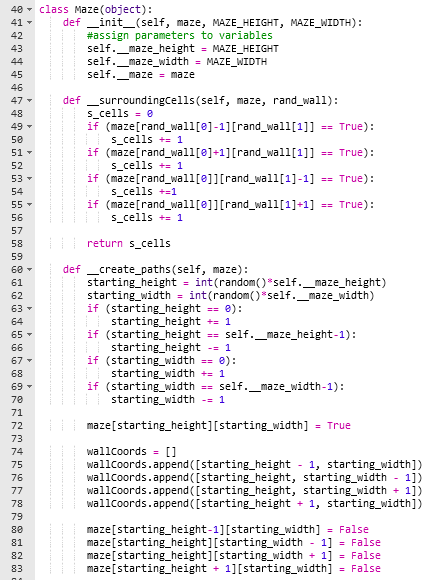 40 class Maze(object):
41     def __init__(self, maze, MAZE_HEIGHT, MAZE_WIDTH):
42         #assign parameters to variables
43         self.__maze_height = MAZE_HEIGHT
44         self.__maze_width = MAZE_WIDTH
45         self.__maze = maze
46
47     def __surroundingCells(self, maze, rand_wall):
48         s_cells = 0
49         if (maze[rand_wall[0]-1][rand_wall[1]] == True):
50             s_cells += 1
51         if (maze[rand_wall[0]+1][rand_wall[1]] == True):
52             s_cells += 1
53         if (maze[rand_wall[0]][rand_wall[1]-1] == True):
54             s_cells +=1
55         if (maze[rand_wall[0]][rand_wall[1]+1] == True):
56             s_cells += 1
57
58         return s_cells
59
60     def __create_paths(self, maze):
61         starting_height = int(random()*self.__maze_height)
62         starting_width = int(random()*self.__maze_width)
63         if (starting_height == 0):
64             starting_height += 1
65         if (starting_height == self.__maze_height-1):
66             starting_height -= 1
67         if (starting_width == 0):
68             starting_width += 1
69         if (starting_width == self.__maze_width-1):
70             starting_width -= 1
71
72         maze[starting_height][starting_width] = True
73
74         wallCoords = []
75         wallCoords.append([starting_height - 1, starting_width])
76         wallCoords.append([starting_height, starting_width - 1])
77         wallCoords.append([starting_height, starting_width + 1])
78         wallCoords.append([starting_height + 1, starting_width])
79
80         maze[starting_height-1][starting_width] = False
81         maze[starting_height][starting_width - 1] = False
82         maze[starting_height][starting_width + 1] = False
83         maze[starting_height + 1][starting_width] = False